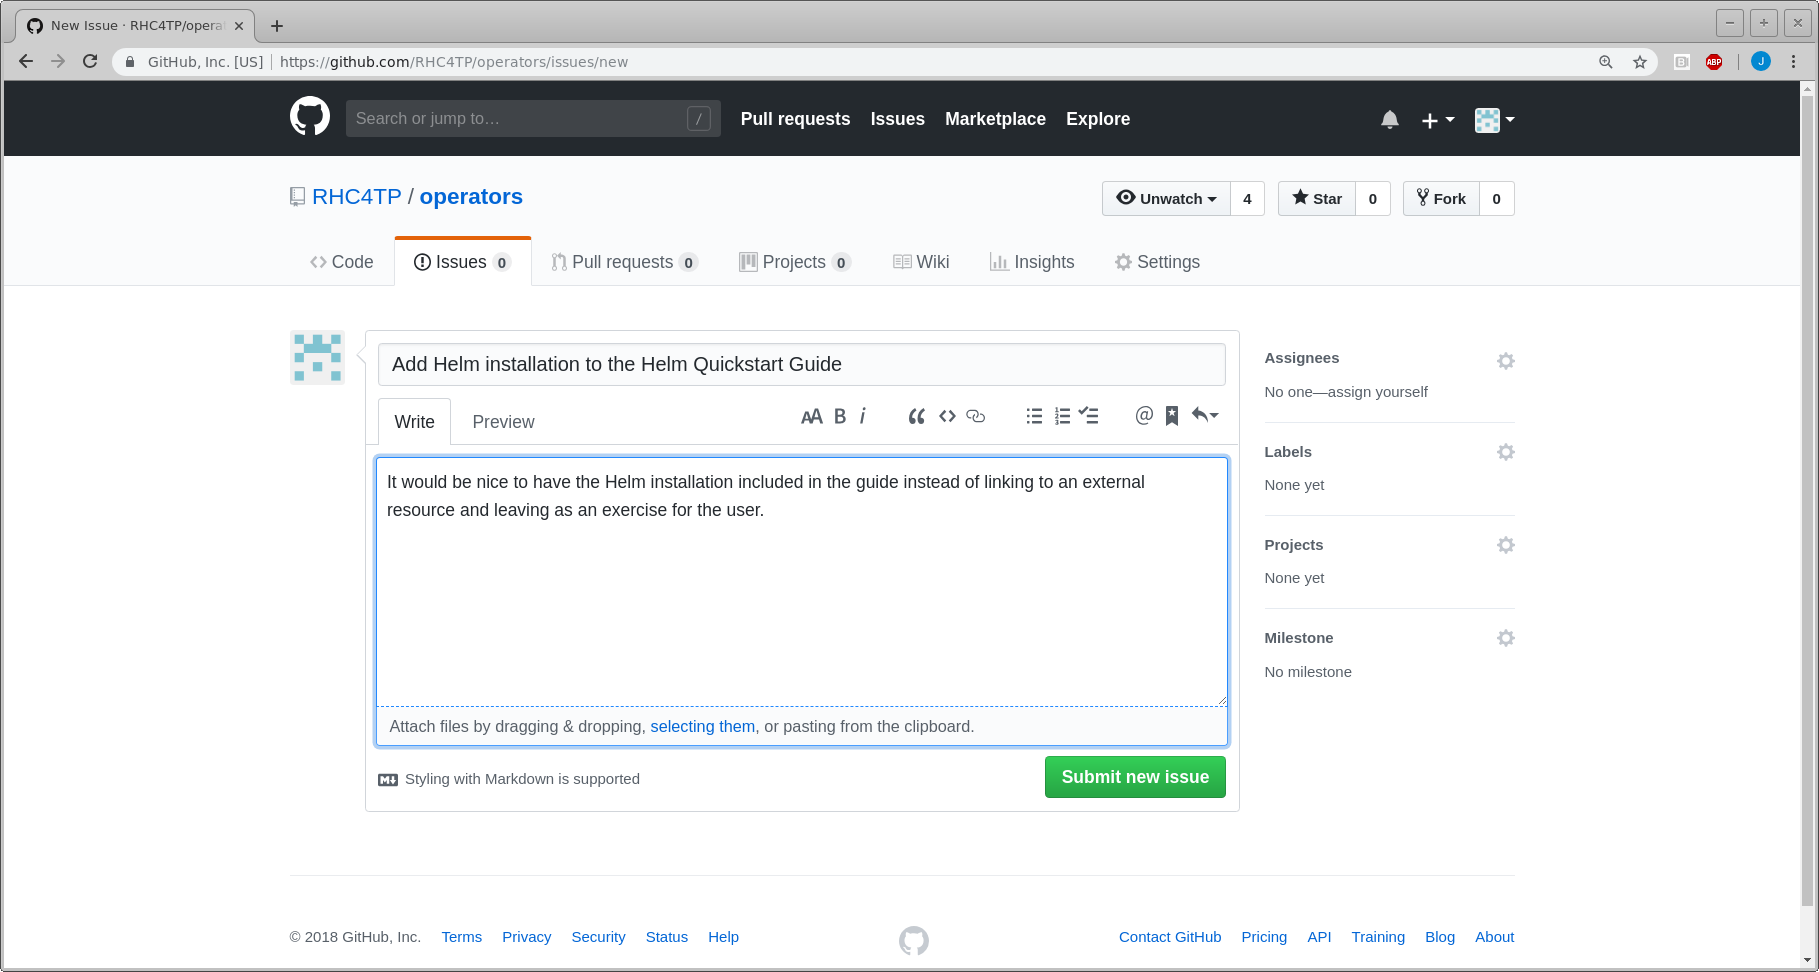 New Issue · RHC4TP/opera
GitHub, Inc. [US] https://github.com/RHC4TP/operators/issues/new
B ABP J
Search or jump to… /
Pull requests Issues Marketplace Explore
RHC4TP / operators
Unwatch 4 Star 0 Fork 0
Code Issues 0 Pull requests 0 Projects 0 Wiki Insights Settings
Add Helm installation to the Helm Quickstart Guide
Write Preview
AA B i @
It would be nice to have the Helm installation included in the guide instead of linking to an external
resource and leaving as an exercise for the user.
Attach files by dragging & dropping, selecting them, or pasting from the clipboard.
Styling with Markdown is supported
Submit new issue
Assignees
No one—assign yourself
Labels
None yet
Projects
None yet
Milestone
No milestone
© 2018 GitHub, Inc. Terms Privacy Security Status Help
Contact GitHub Pricing API Training Blog About